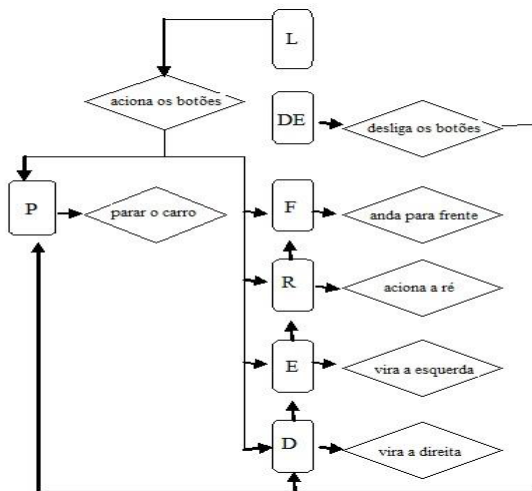 L
aciona os botões
DE
desliga os botões
P
parar o carro
F
anda para frente
R
aciona a ré
E
vira a esquerda
D
vira a direita